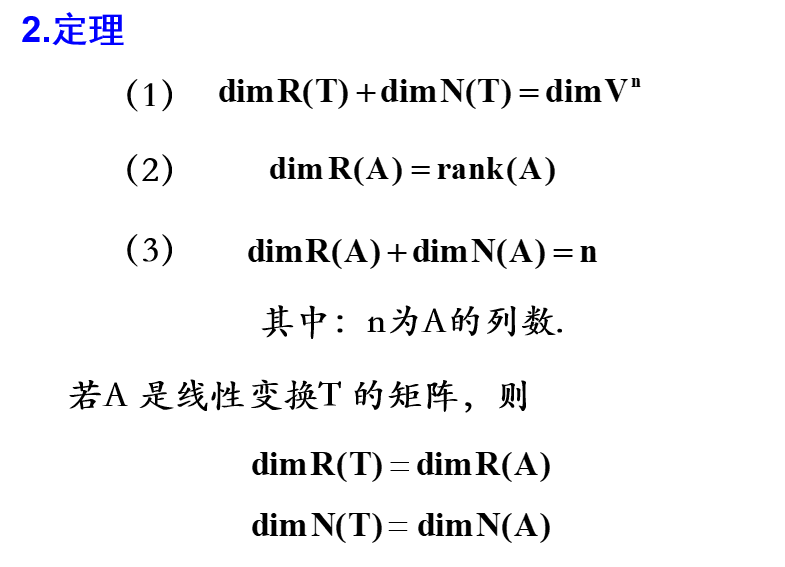 2.定理
(1) dim R(T) + dim N(T) = dim Vⁿ
(2) dim R(A) = rank(A)
(3) dim R(A) + dim N(A) = n
其中：n为A的列数.
若A 是线性变换T 的矩阵，则
dim R(T) = dim R(A)
dim N(T) = dim N(A)